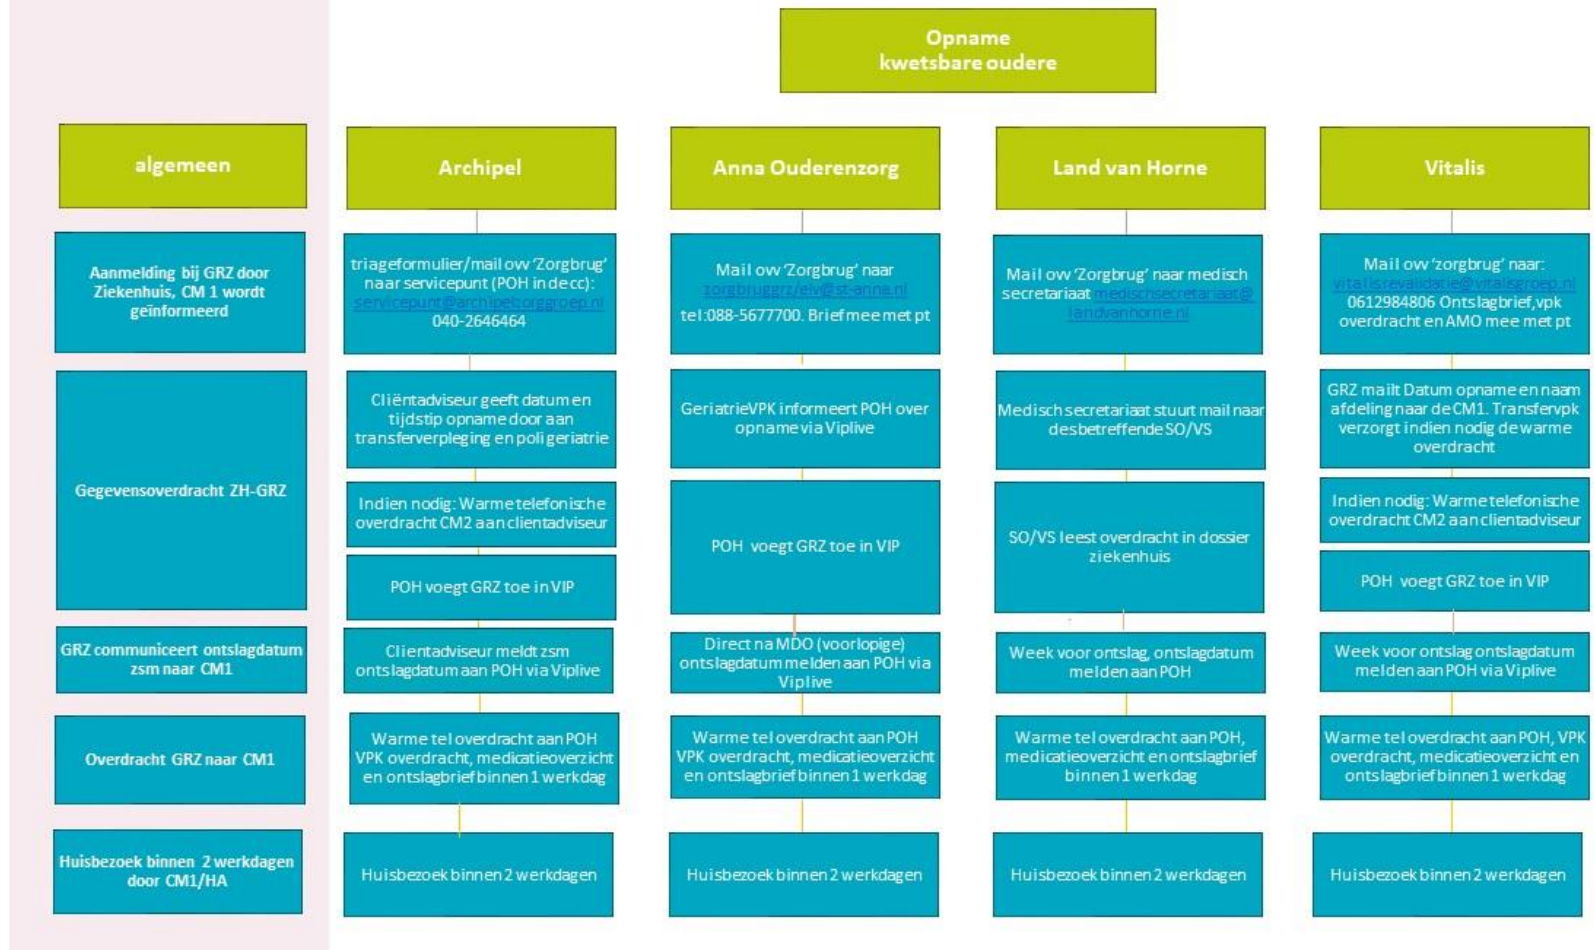 Opname
kwetsbare oudere
algemeen
Archipel
Anna Ouderenzorg
Land van Horne
Vitalis
Aanmelding bij GRZ door
Ziekenhuis, CM 1 wordt
geïnformeerd
triageformulier/mail ovv 'Zorgbrug'
naar servicepunt (POH in de cc):
servicepunt@archipelzorggroep.nl
040-2646464
Mail ovv 'Zorgbrug' naar
zorgbruggrz/elv@st-anna.nl
tel:088-5677700. Brief mee met pt
Mail ovv 'Zorgbrug' naar medisch
secretariaat medischsecretariaat@
landvanhorne.nl
Mail ovv 'zorgbrug' naar:
vitalisrevalidatie@vitalisgroep.nl
0612984806 Ontslagbrief,vpk
overdracht en AMO mee met pt
Gegevensoverdracht ZH-GRZ
Cliëntadviseur geeft datum en
tijdstip opname door aan
transferverpleging en poli geriatrie
Indien nodig: Warme telefonische
overdracht CM2 aan clientadviseur
POH voegt GRZ toe in VIP
GeriatrieVPK informeert POH over
opname via Viplive
POH voegt GRZ toe in VIP
Medisch secretariaat stuurt mail naar
desbetreffende SO/VS
SO/VS leest overdracht in dossier
ziekenhuis
GRZ mailt Datum opname en naam
afdeling naar de CM1. Transfervpk
verzorgt indien nodig de warme
overdracht
Indien nodig: Warme telefonische
overdracht CM2 aan clientadviseur
POH voegt GRZ toe in VIP
GRZ communiceert ontslagdatum
zsm naar CM1
Clientadviseur meldt zsm
ontslagdatum aan POH via Viplive
Direct na MDO (voorlopige)
ontslagdatum melden aan POH via
Viplive
Week voor ontslag, ontslagdatum
melden aan POH
Week voor ontslag ontslagdatum
melden aan POH via Viplive
Overdracht GRZ naar CM1
Warme tel overdracht aan POH
VPK overdracht, medicatieoverzicht
en ontslagbrief binnen 1 werkdag
Warme tel overdracht aan POH
VPK overdracht, medicatieoverzicht
en ontslagbrief binnen 1 werkdag
Warme tel overdracht aan POH,
medicatieoverzicht en ontslagbrief
binnen 1 werkdag
Warme tel overdracht aan POH, VPK
overdracht, medicatieoverzicht en
ontslagbrief binnen 1 werkdag
Huisbezoek binnen 2 werkdagen
door CM1/HA
Huisbezoek binnen 2 werkdagen
Huisbezoek binnen 2 werkdagen
Huisbezoek binnen 2 werkdagen
Huisbezoek binnen 2 werkdagen